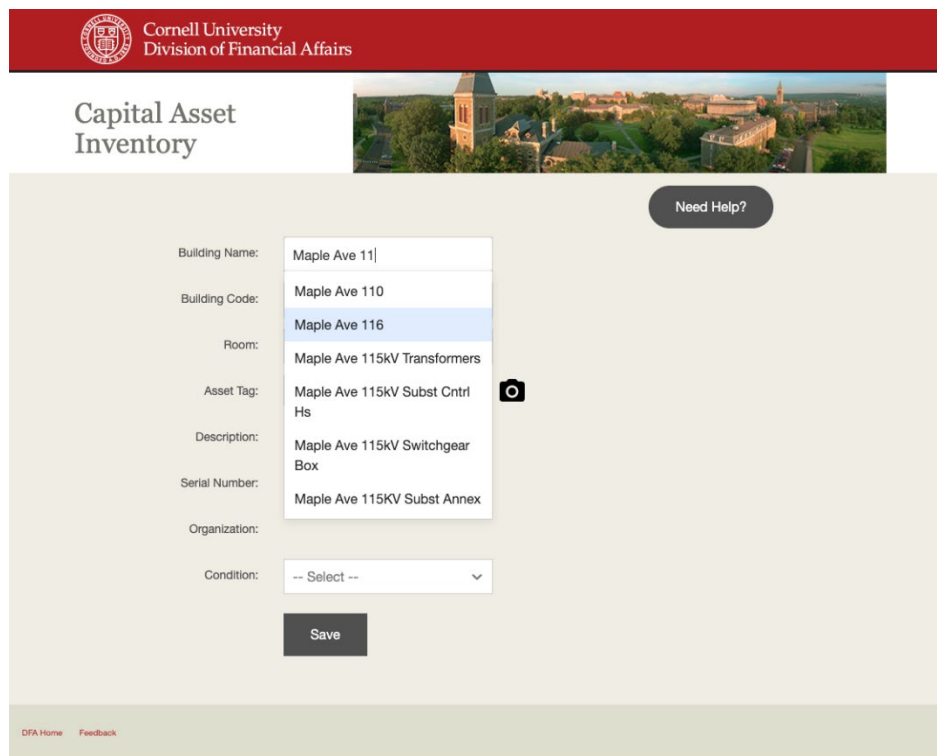 Cornell University
Division of Financial Affairs
Capital Asset
Inventory
Need Help?
Building Name:
Maple Ave 11
Maple Ave 110
Building Code:
Maple Ave 116
Room:
Maple Ave 115kV Transformers
Asset Tag:
Maple Ave 115kV Subst Cntrl
Hs
Description:
Maple Ave 115kV Switchgear
Box
Serial Number:
Maple Ave 115KV Subst Annex
Organization:
Condition:
-- Select --
Save
DFA Home
Feedback